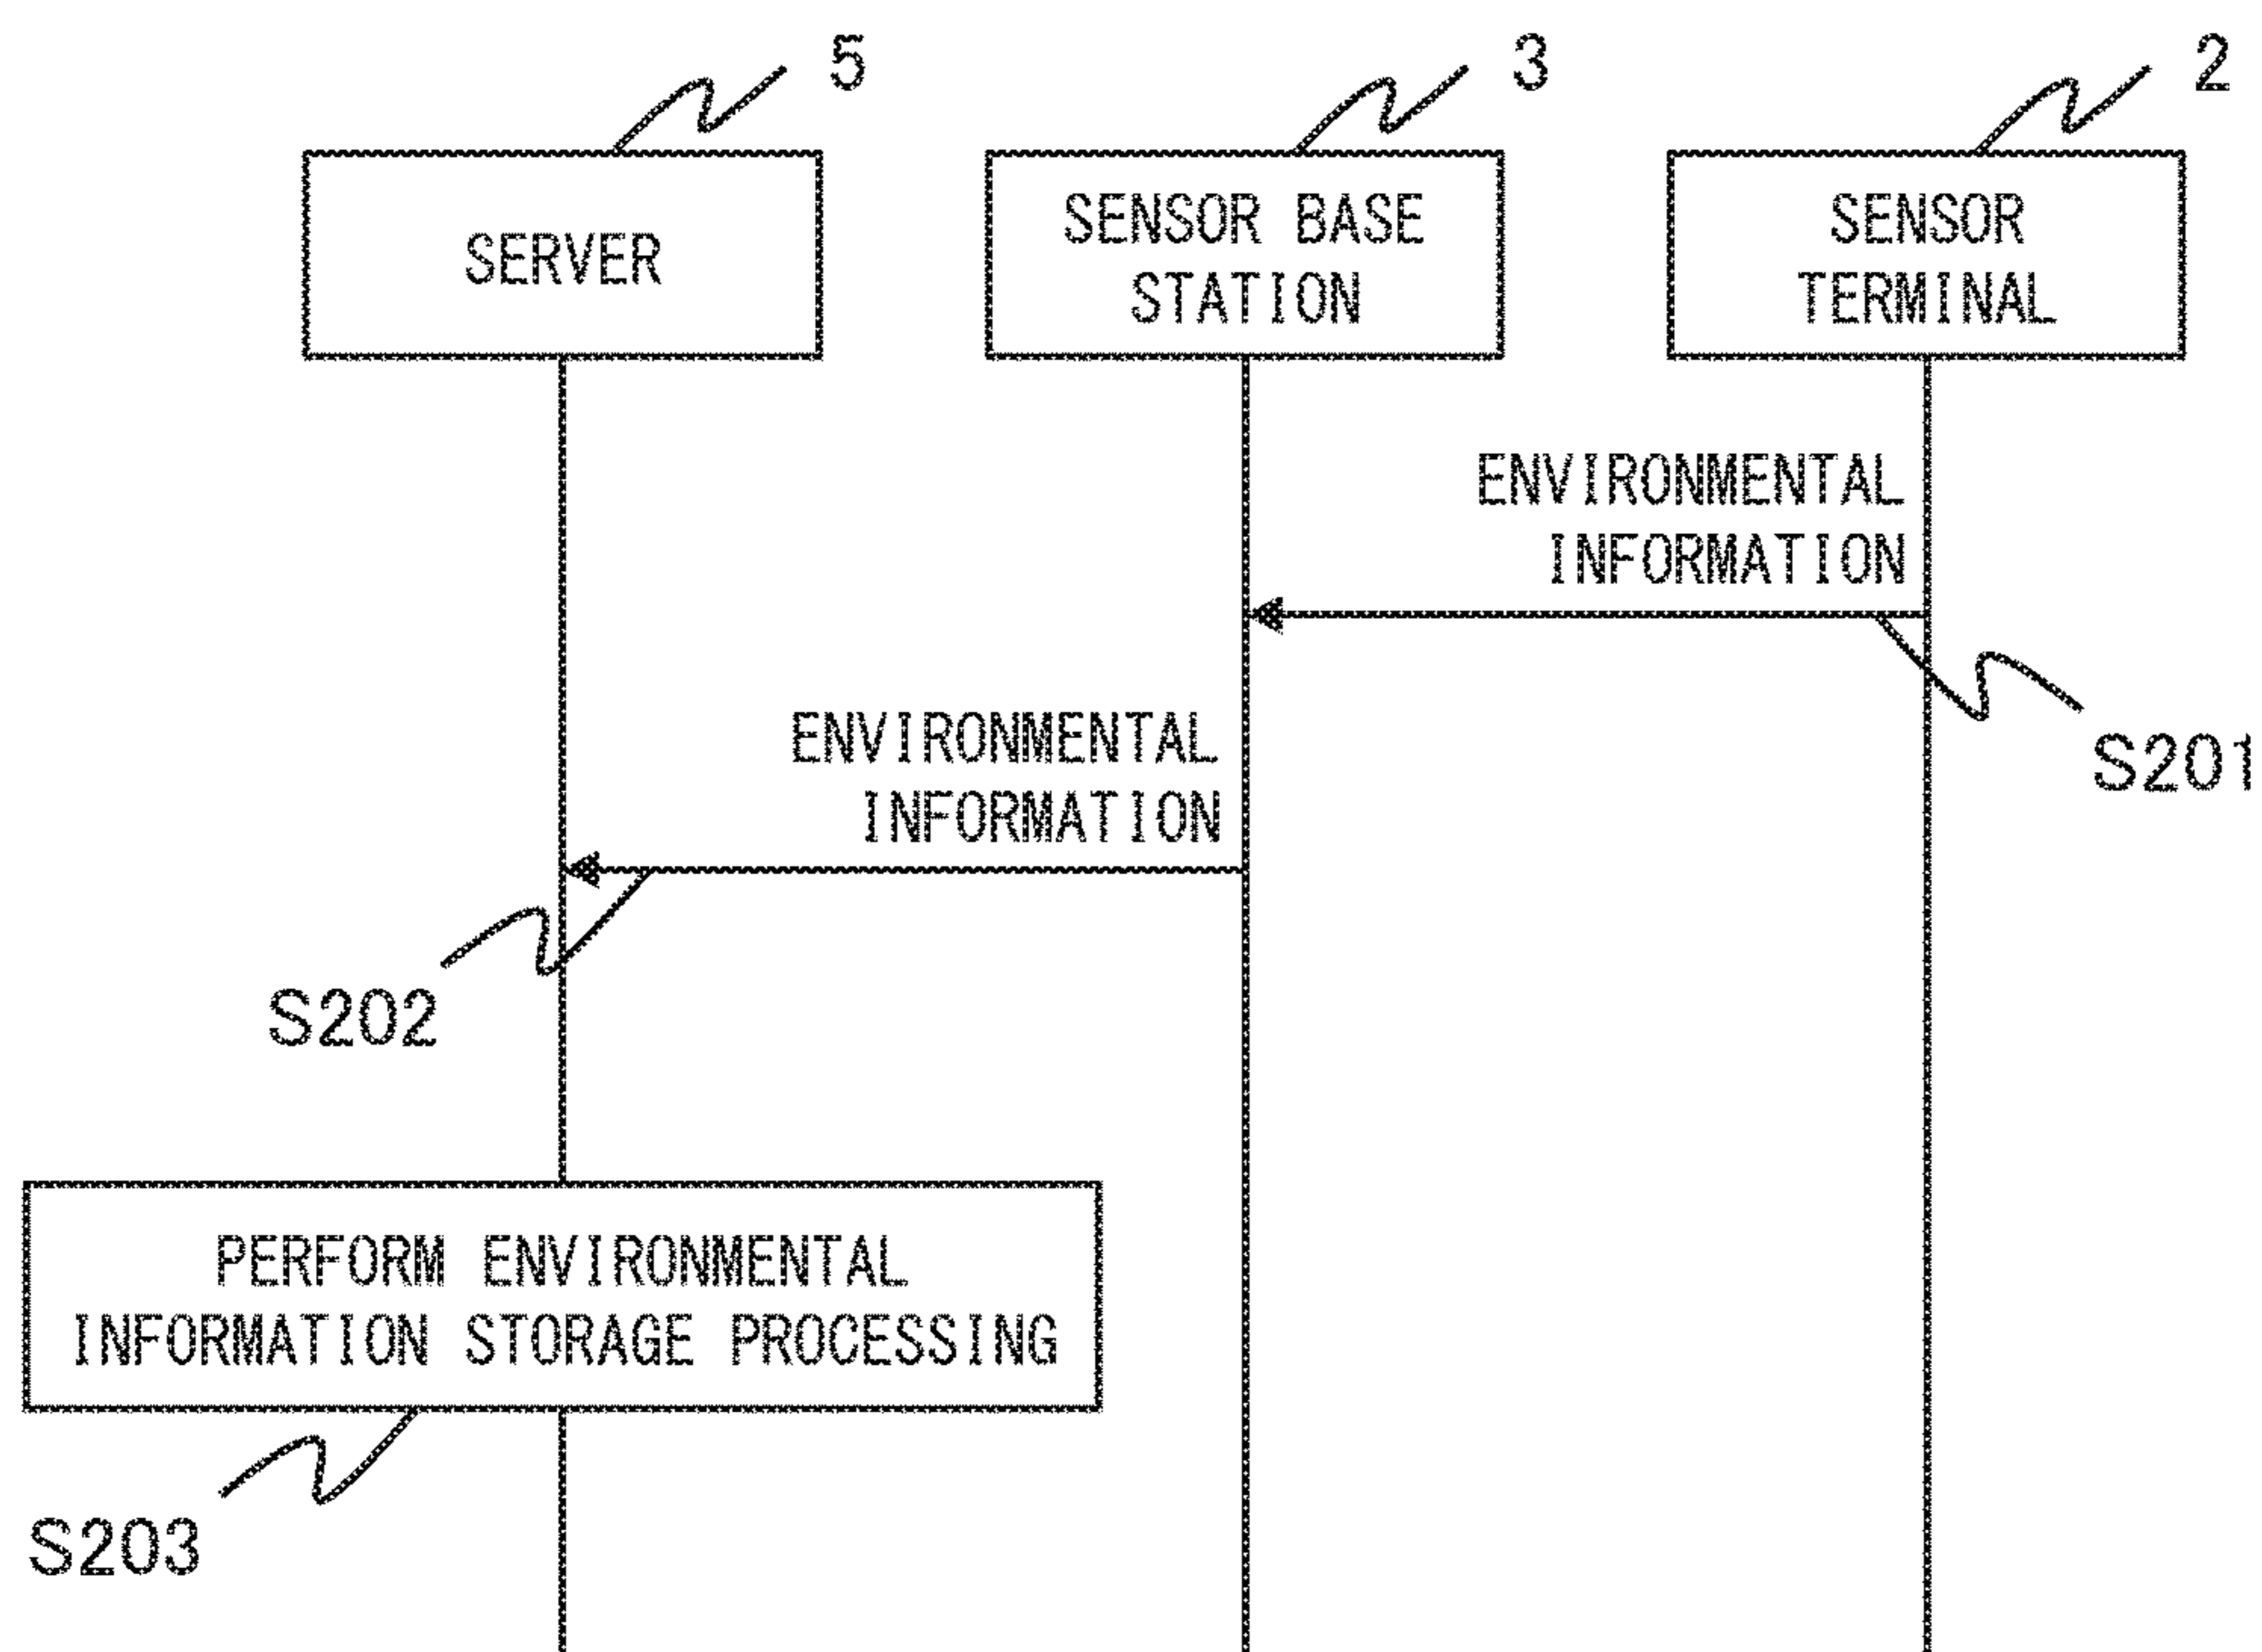 5
3
2
SERVER
SENSOR BASE
STATION
SENSOR
TERMINAL
ENVIRONMENTAL
INFORMATION
S201
ENVIRONMENTAL
INFORMATION
S202
PERFORM ENVIRONMENTAL
INFORMATION STORAGE PROCESSING
S203